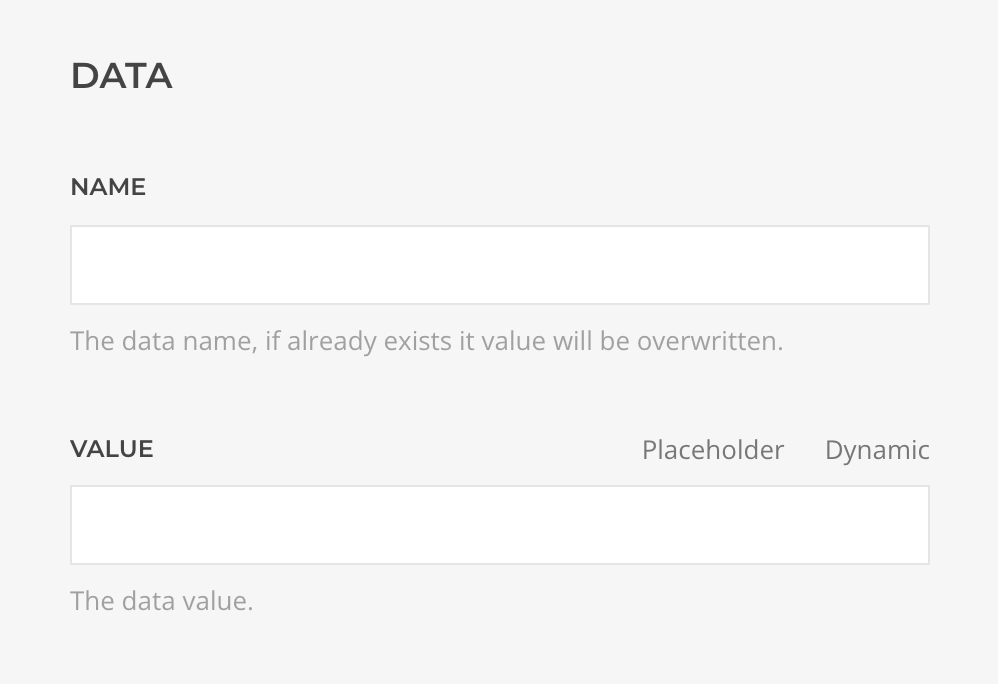 DATA
NAME
The data name, if already exists it value will be overwritten.
VALUE Placeholder Dynamic
The data value.